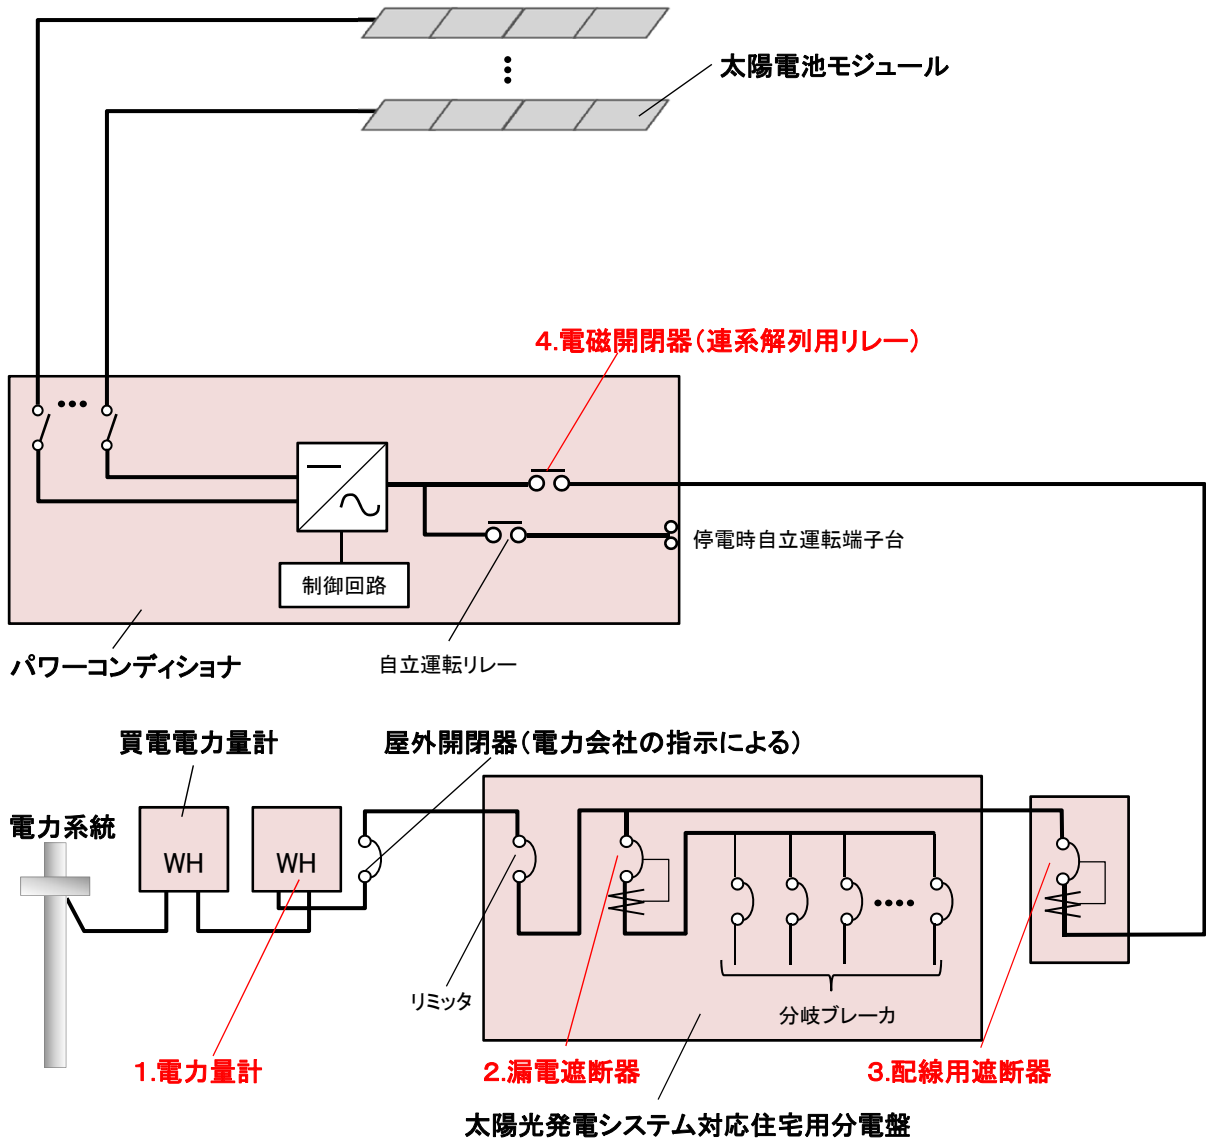 太陽電池モジュール
4.電磁開閉器(連系解列用リレー)
停電時自立運転端子台
制御回路
パワーコンディショナ
自立運転リレー
買電電力量計
屋外開閉器(電力会社の指示による)
電力系統
WH
WH
リミッタ
分岐ブレーカ
1.電力量計
2.漏電遮断器
3.配線用遮断器
太陽光発電システム対応住宅用分電盤